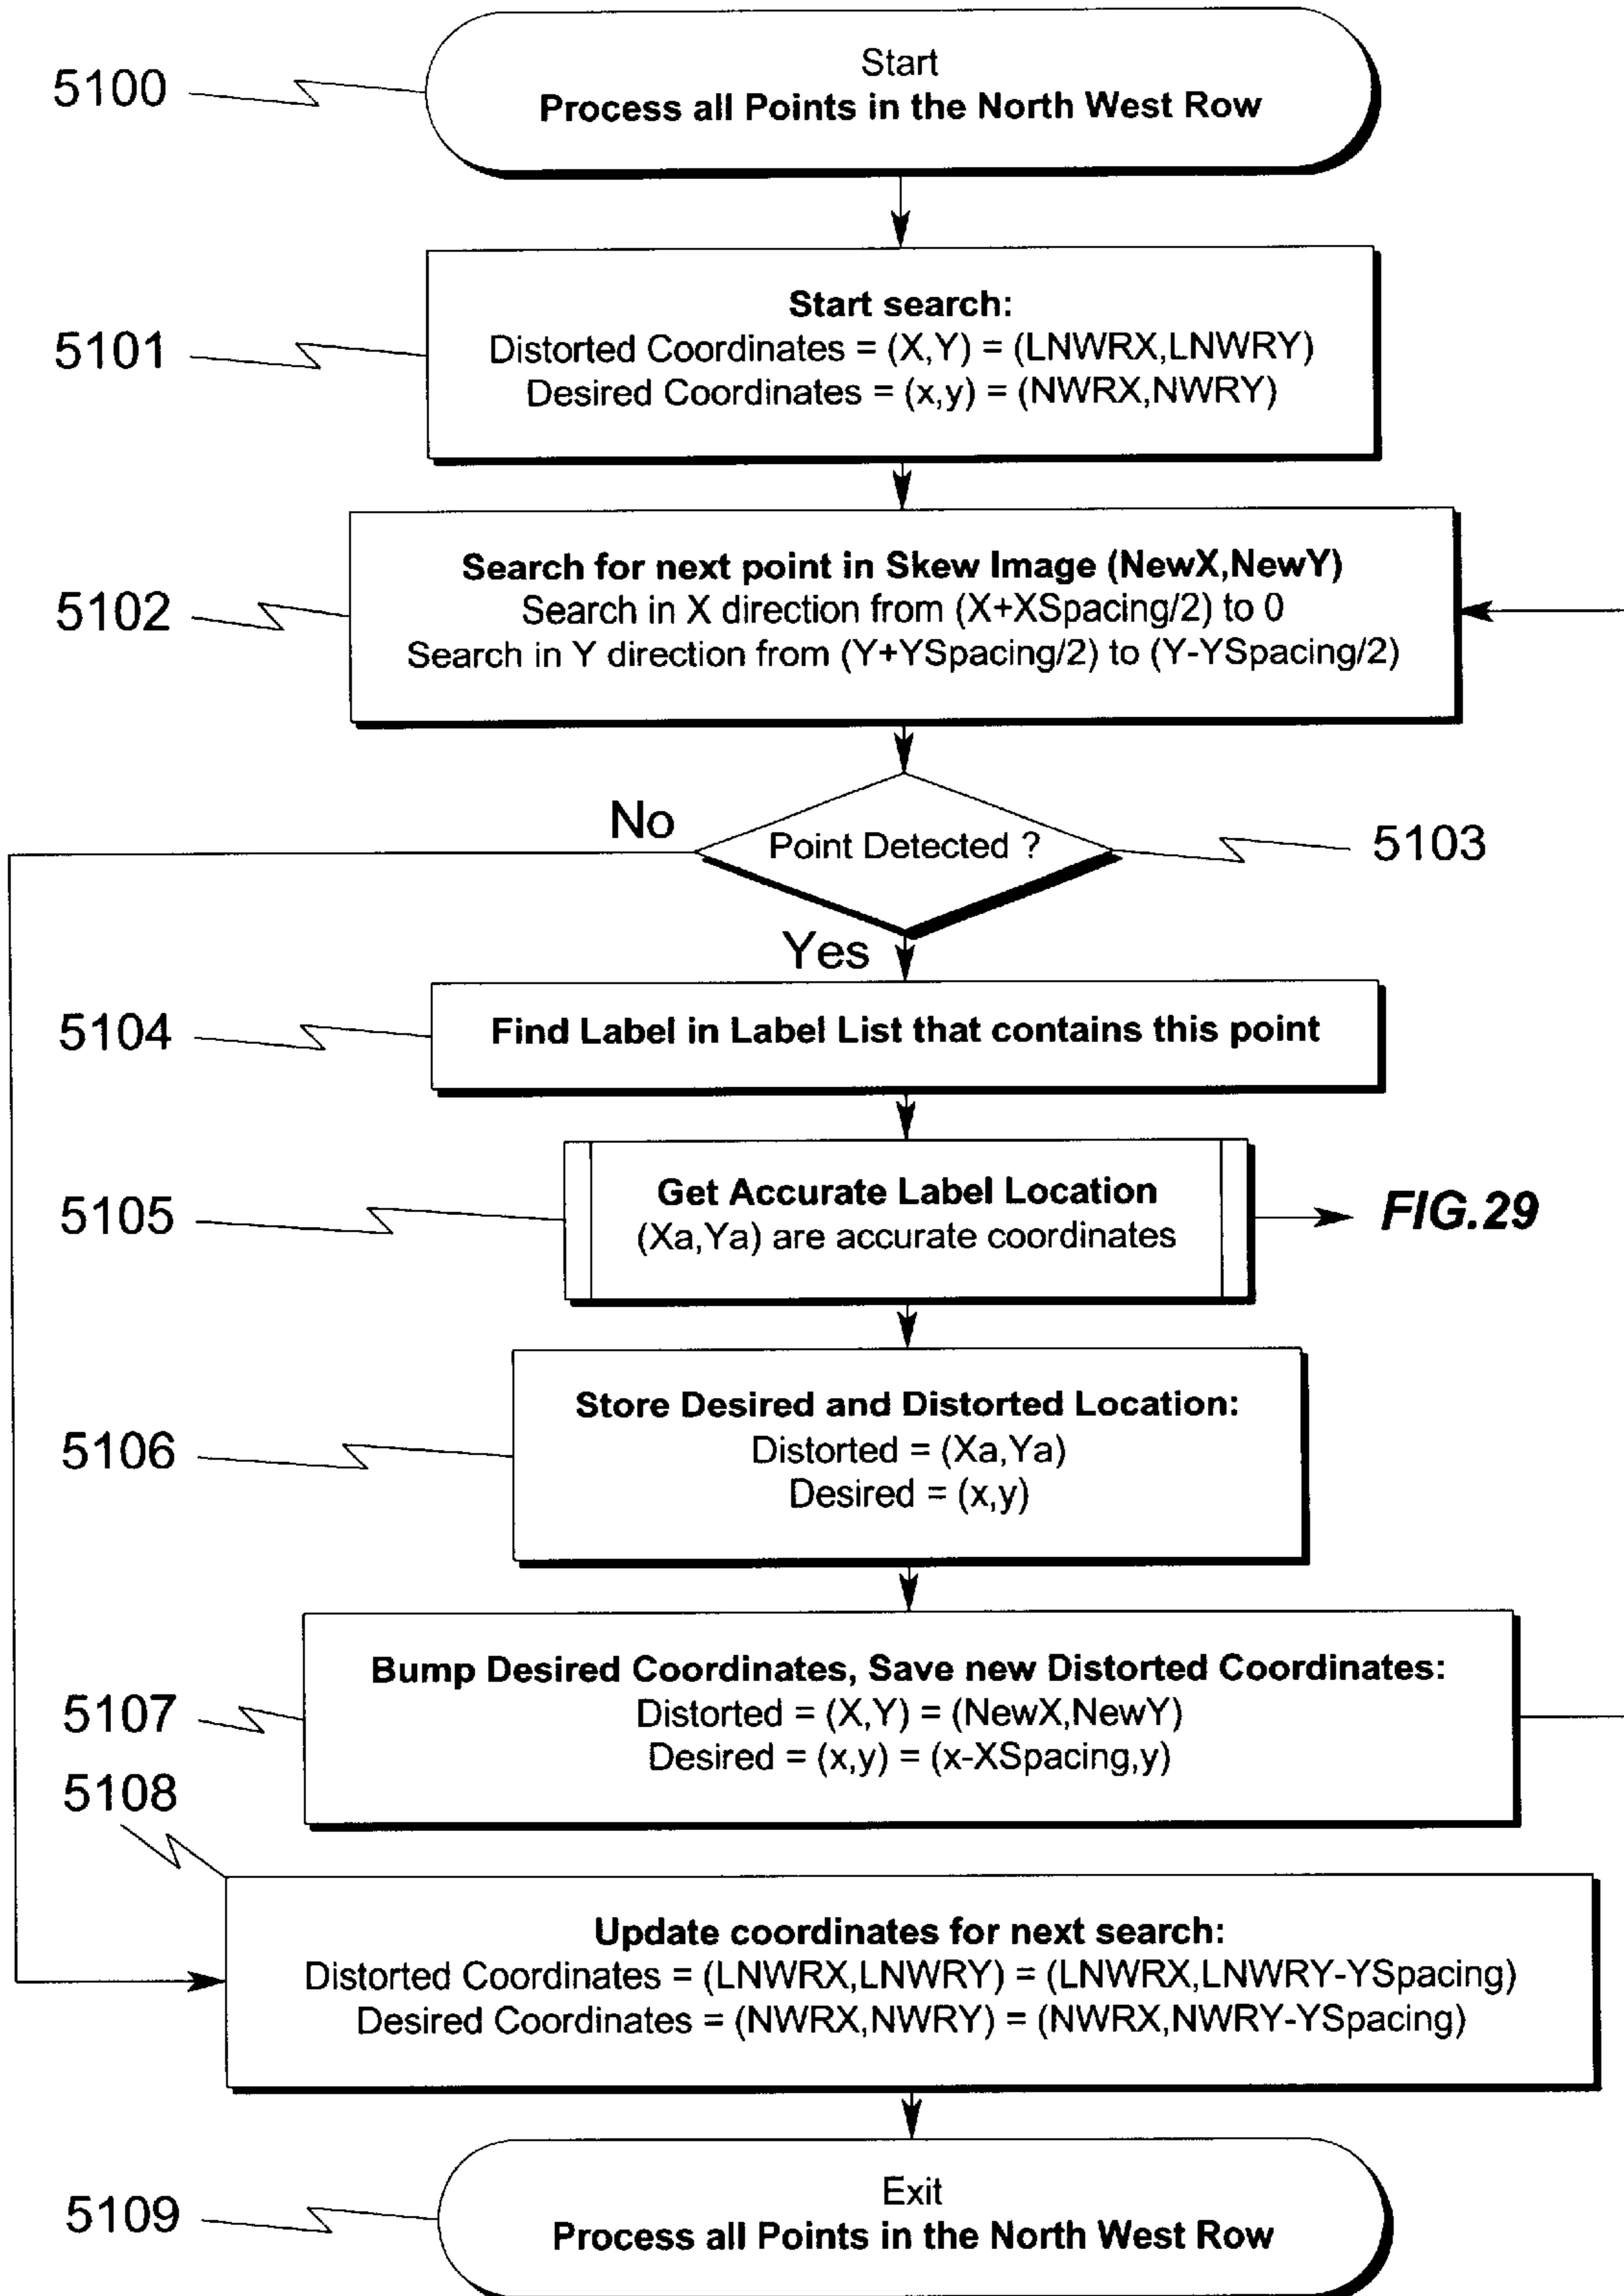 5100
Start
Process all Points in the North West Row
5101
Start search:
Distorted Coordinates = (X,Y) = (LNWRX,LNWRY)
Desired Coordinates = (x,y) = (NWRX,NWRY)
5102
Search for next point in Skew Image (NewX,NewY)
Search in X direction from (X+XSpacing/2) to 0
Search in Y direction from (Y+YSpacing/2) to (Y-YSpacing/2)
No
Point Detected ?
5103
Yes
5104
Find Label in Label List that contains this point
5105
Get Accurate Label Location
(Xa,Ya) are accurate coordinates
FIG.29
5106
Store Desired and Distorted Location:
Distorted = (Xa,Ya)
Desired = (x,y)
5107
Bump Desired Coordinates, Save new Distorted Coordinates:
Distorted = (X,Y) = (NewX,NewY)
Desired = (x,y) = (x-XSpacing,y)
5108
Update coordinates for next search:
Distorted Coordinates = (LNWRX,LNWRY) = (LNWRX,LNWRY-YSpacing)
Desired Coordinates = (NWRX,NWRY) = (NWRX,NWRY-YSpacing)
5109
Exit
Process all Points in the North West Row